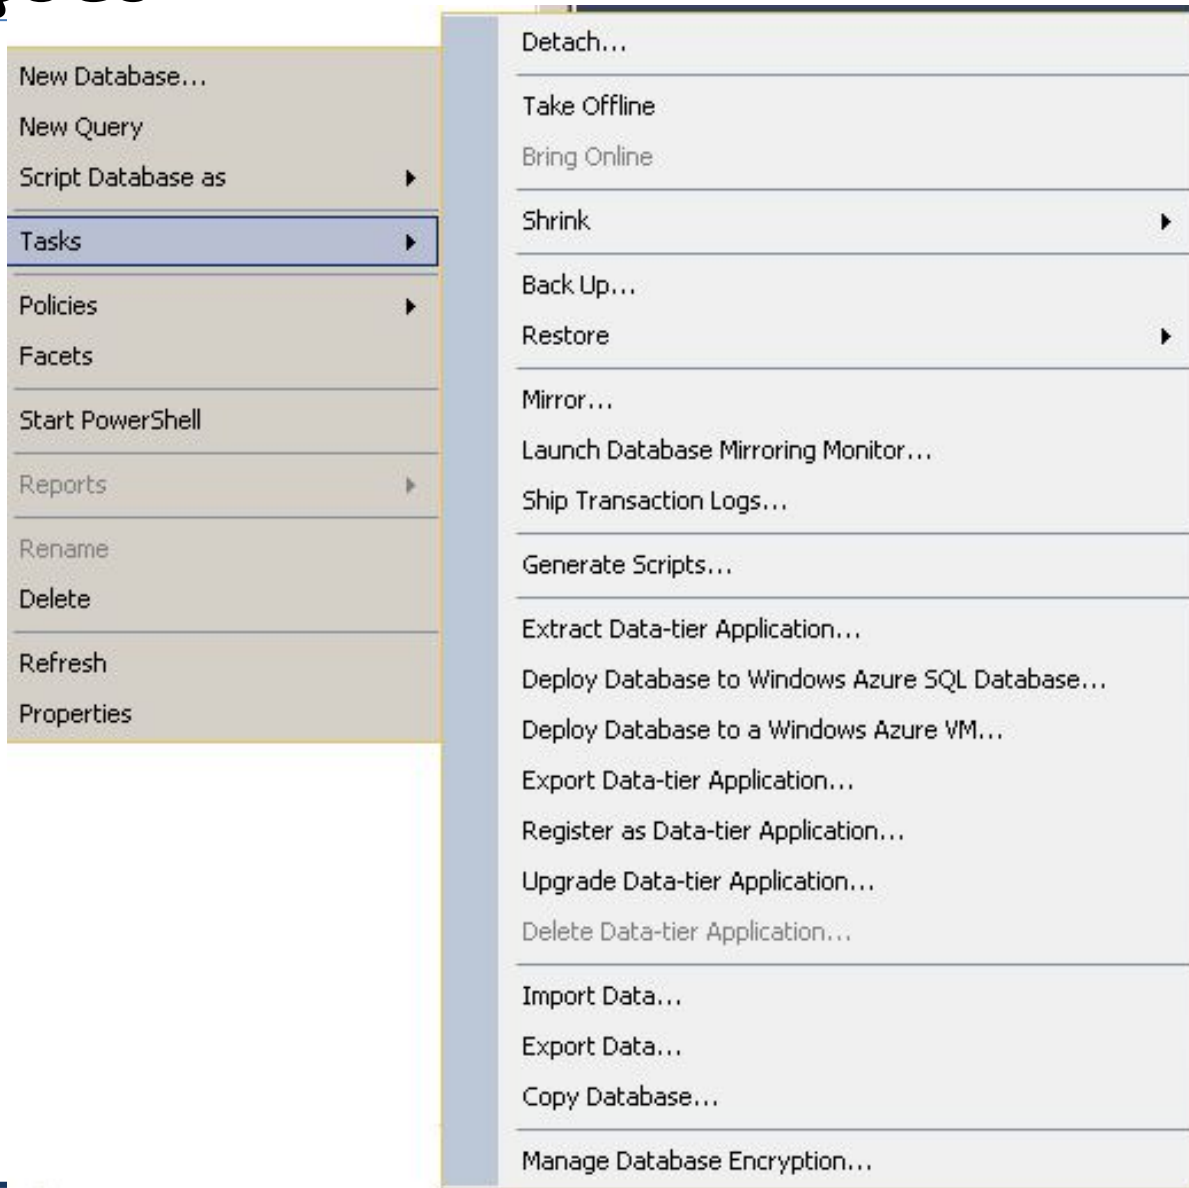 New Database...
New Query
Script Database as
Tasks
Policies
Facets
Start PowerShell
Reports
Rename
Delete
Refresh
Properties
Detach...
Take Offline
Bring Online
Shrink
Back Up...
Restore
Mirror...
Launch Database Mirroring Monitor...
Ship Transaction Logs...
Generate Scripts...
Extract Data-tier Application...
Deploy Database to Windows Azure SQL Database...
Deploy Database to a Windows Azure VM...
Export Data-tier Application...
Register as Data-tier Application...
Upgrade Data-tier Application...
Delete Data-tier Application...
Import Data...
Export Data...
Copy Database...
Manage Database Encryption...